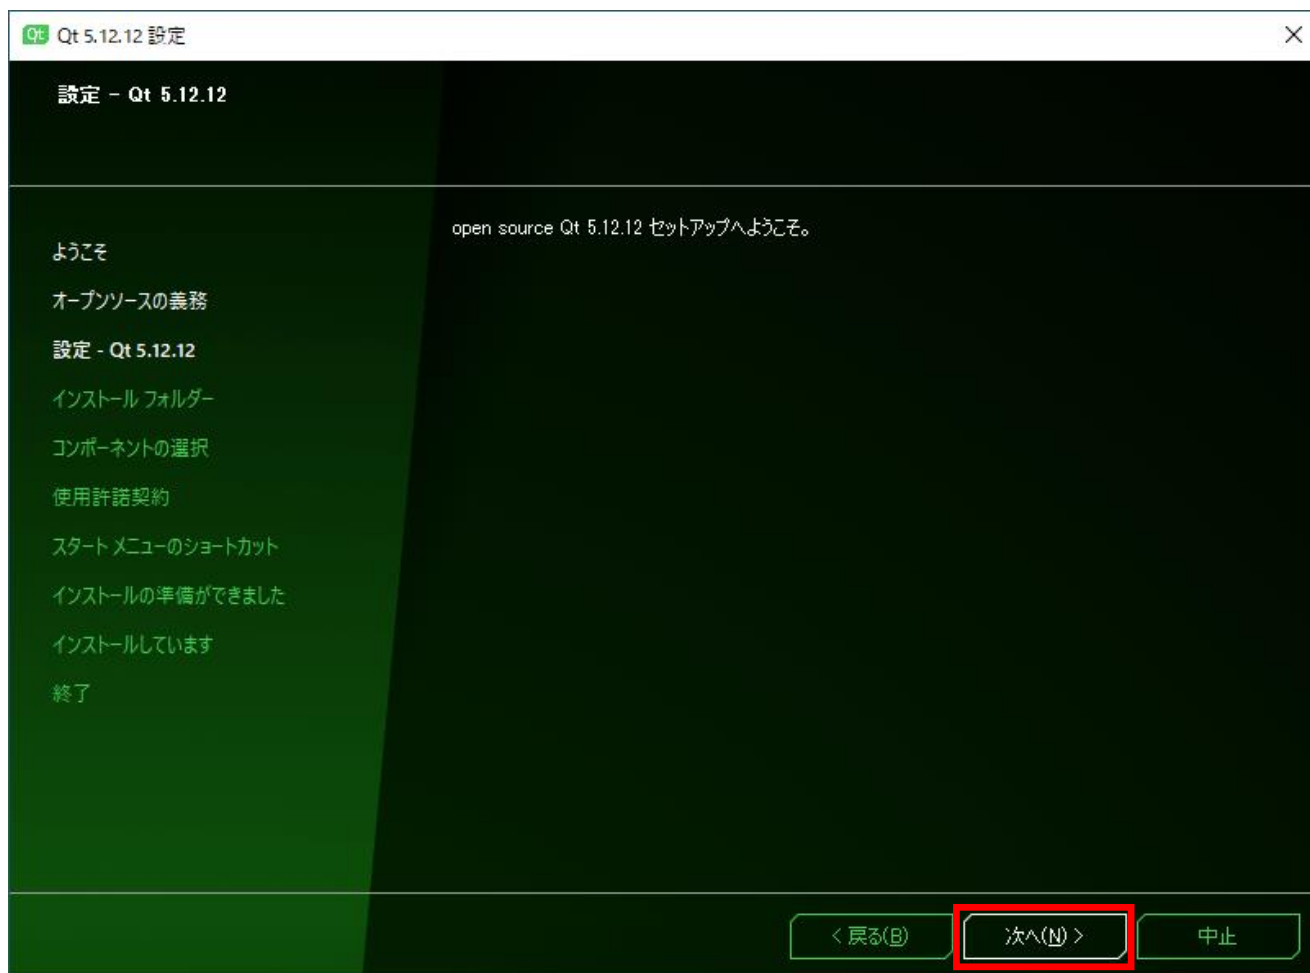 Qt Qt 5.12.12 設定
設定 - Qt 5.12.12
open source Qt 5.12.12 セットアップへようこそ。
ようこそ
オープンソースの義務
設定 - Qt 5.12.12
インストール フォルダー
コンポーネントの選択
使用許諾契約
スタート メニューのショートカット
インストールの準備ができました
インストールしています
終了
< 戻る(B)
次へ(N) >
中止